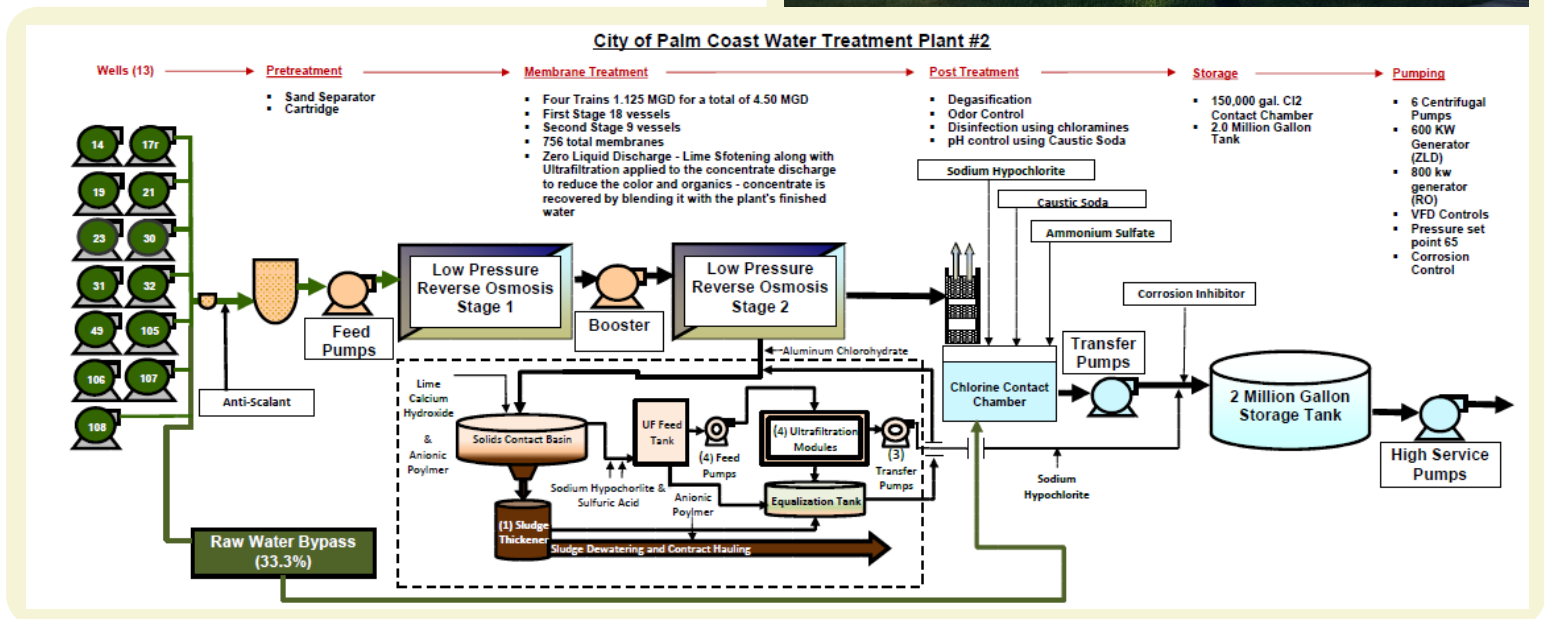 City of Palm Coast Water Treatment Plant #2
Wells (13)
Pretreatment
Membrane Treatment
Post Treatment
Storage
Pumping
▪ Sand Separator
▪ Cartridge
▪ Four Trains 1.125 MGD for a total of 4.50 MGD
▪ First Stage 18 vessels
▪ Second Stage 9 vessels
▪ 756 total membranes
▪ Zero Liquid Discharge - Lime Sfotening along with
Ultrafiltration applied to the concentrate discharge
to reduce the color and organics - concentrate is
recovered by blending it with the plant's finished
water
▪ Degasification
▪ Odor Control
▪ Disinfection using chloramines
▪ pH control using Caustic Soda
▪ 150,000 gal. Cl2
Contact Chamber
▪ 2.0 Million Gallon
Tank
▪ 6 Centrifugal
Pumps
▪ 600 KW
Generator
(ZLD)
▪ 800 kw
generator
(RO)
▪ VFD Controls
▪ Pressure set
point 65
▪ Corrosion
Control
14
17r
19
21
23
30
31
32
49
105
106
107
108
Anti-Scalant
Feed
Pumps
Low Pressure
Reverse Osmosis
Stage 1
Booster
Low Pressure
Reverse Osmosis
Stage 2
Sodium Hypochlorite
Caustic Soda
Ammonium Sulfate
Chlorine Contact
Chamber
Transfer
Pumps
Corrosion Inhibitor
2 Million Gallon
Storage Tank
High Service
Pumps
Aluminum Chlorohydrate
Lime
Calcium
Hydroxide
&
Anionic
Poylmer
Solids Contact Basin
UF Feed
Tank
(4) Feed
Pumps
(4) Ultrafiltration
Modules
(3)
Transfer
Pumps
Sodium Hypochorlite &
Sulfuric Acid
Anionic
Poylmer
Equalization Tank
Sodium
Hypochlorite
(1) Sludge
Thickener
Sludge Dewatering and Contract Hauling
Raw Water Bypass
(33.3%)